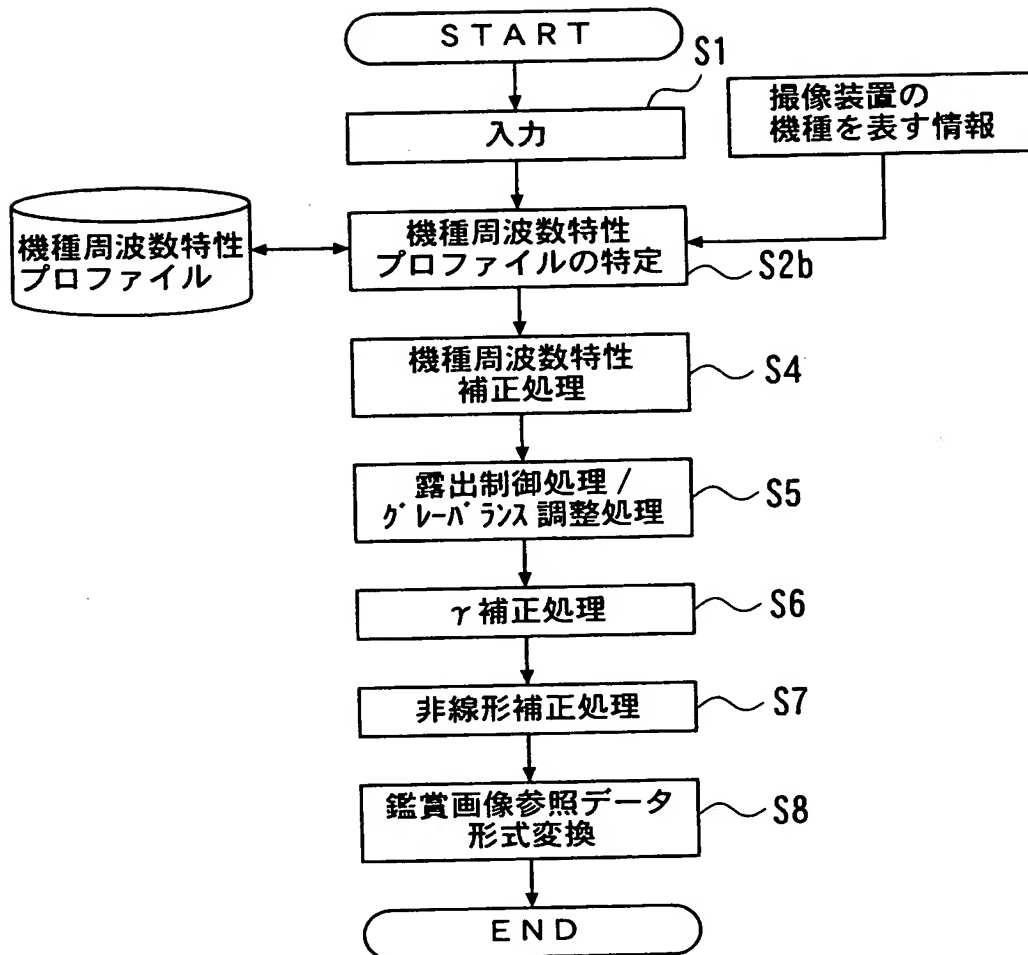 START
S1
入力
撮像装置の
機種を表す情報
機種周波数特性
プロファイル
機種周波数特性
プロファイルの特定
S2b
機種周波数特性
補正処理
S4
露出制御処理/
グレーバランス調整処理
S5
γ補正処理
S6
非線形補正処理
S7
鑑賞画像参照データ
形式変換
S8
END